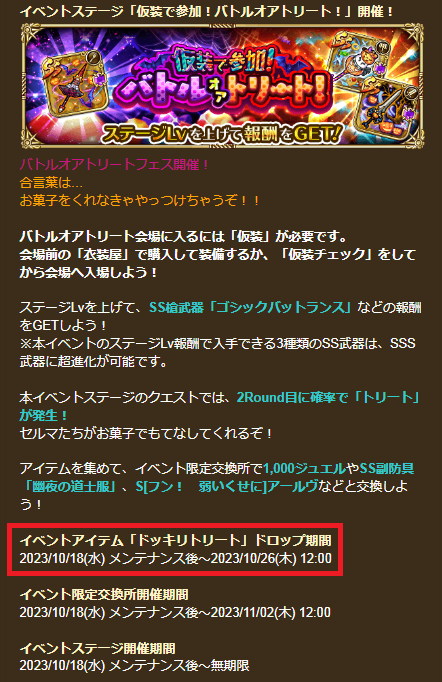 イベントステージ「仮装で参加！バトルオアトリート！」開催！
仮装で参加!
バトルオアトリート!
ステージLvを上げて報酬をGET!
バトルオアトリートフェス開催！
合言葉は...
お菓子をくれなきゃやっつけちゃうぞ！！
バトルオアトリート会場に入るには「仮装」が必要です。
会場前の「衣装屋」で購入して装備するか、「仮装チェック」をして
から会場へ入場しよう！
ステージLvを上げて、SS槍武器「ゴシックバットランス」などの報酬
をGETしよう！
※本イベントのステージLv報酬で入手できる3種類のSS武器は、SSS
武器に超進化が可能です。
本イベントステージのクエストでは、2Round目に確率で「トリート」
が発生！
セルマたちがお菓子でもてなしてくれるぞ！
アイテムを集めて、イベント限定交換所で1,000ジュエルやSS副防具
「幽夜の道士服」、S[フン！　弱いくせに]アールヴなどと交換しよ
う！
イベントアイテム「ドッキリトリート」ドロップ期間
2023/10/18(水) メンテナンス後～2023/10/26(木) 12:00
イベント限定交換所開催期間
2023/10/18(水) メンテナンス後～2023/11/02(木) 12:00
イベントステージ開催期間
2023/10/18(水) メンテナンス後～無期限